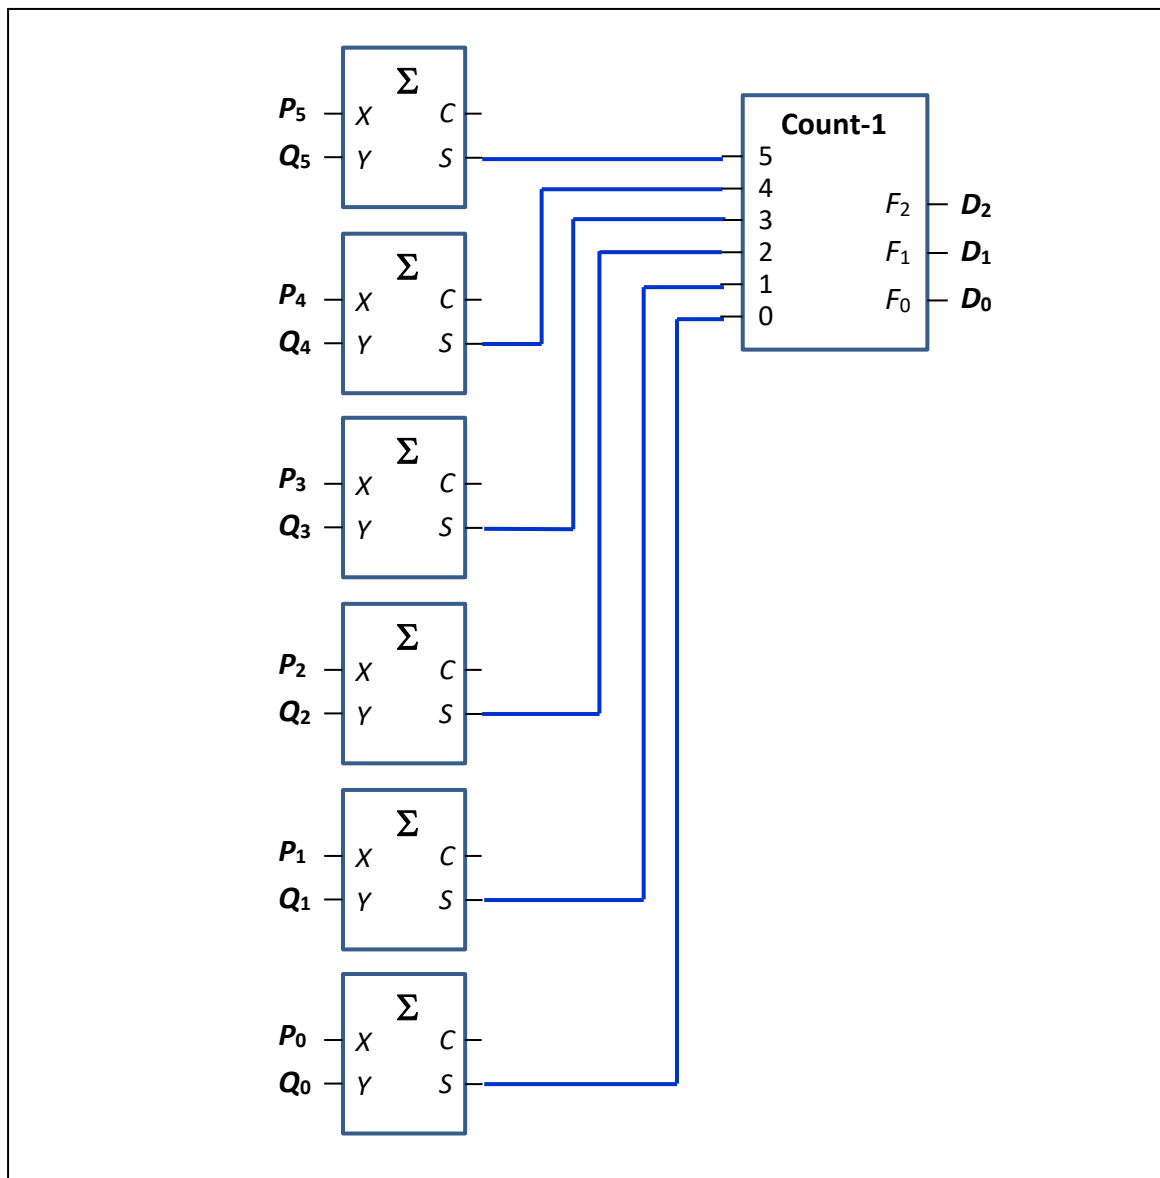 Σ
P5 X C
Q5 Y S
Count-1
5
4
3
2
1
0
F2 D2
F1 D1
F0 D0
Σ
P4 X C
Q4 Y S
Σ
P3 X C
Q3 Y S
Σ
P2 X C
Q2 Y S
Σ
P1 X C
Q1 Y S
Σ
P0 X C
Q0 Y S